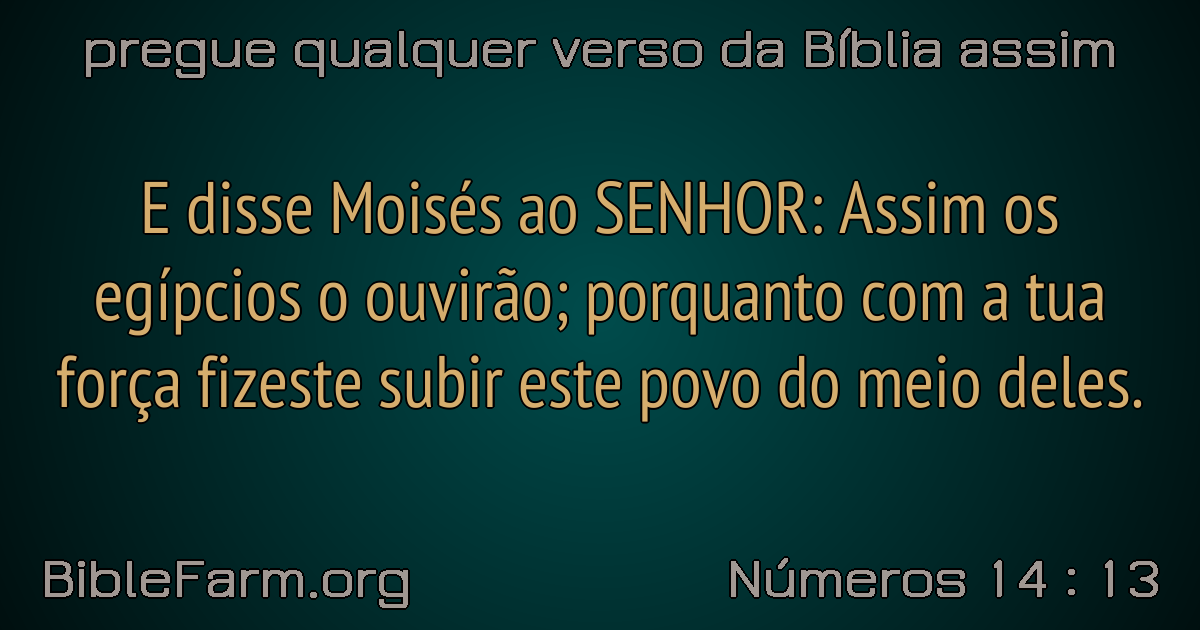 pregue qualquer verso da Bíblia assim
E disse Moisés ao SENHOR: Assim os
egípcios o ouvirão; porquanto com a tua
força fizeste subir este povo do meio deles.
BibleFarm.org
Números 14 : 13